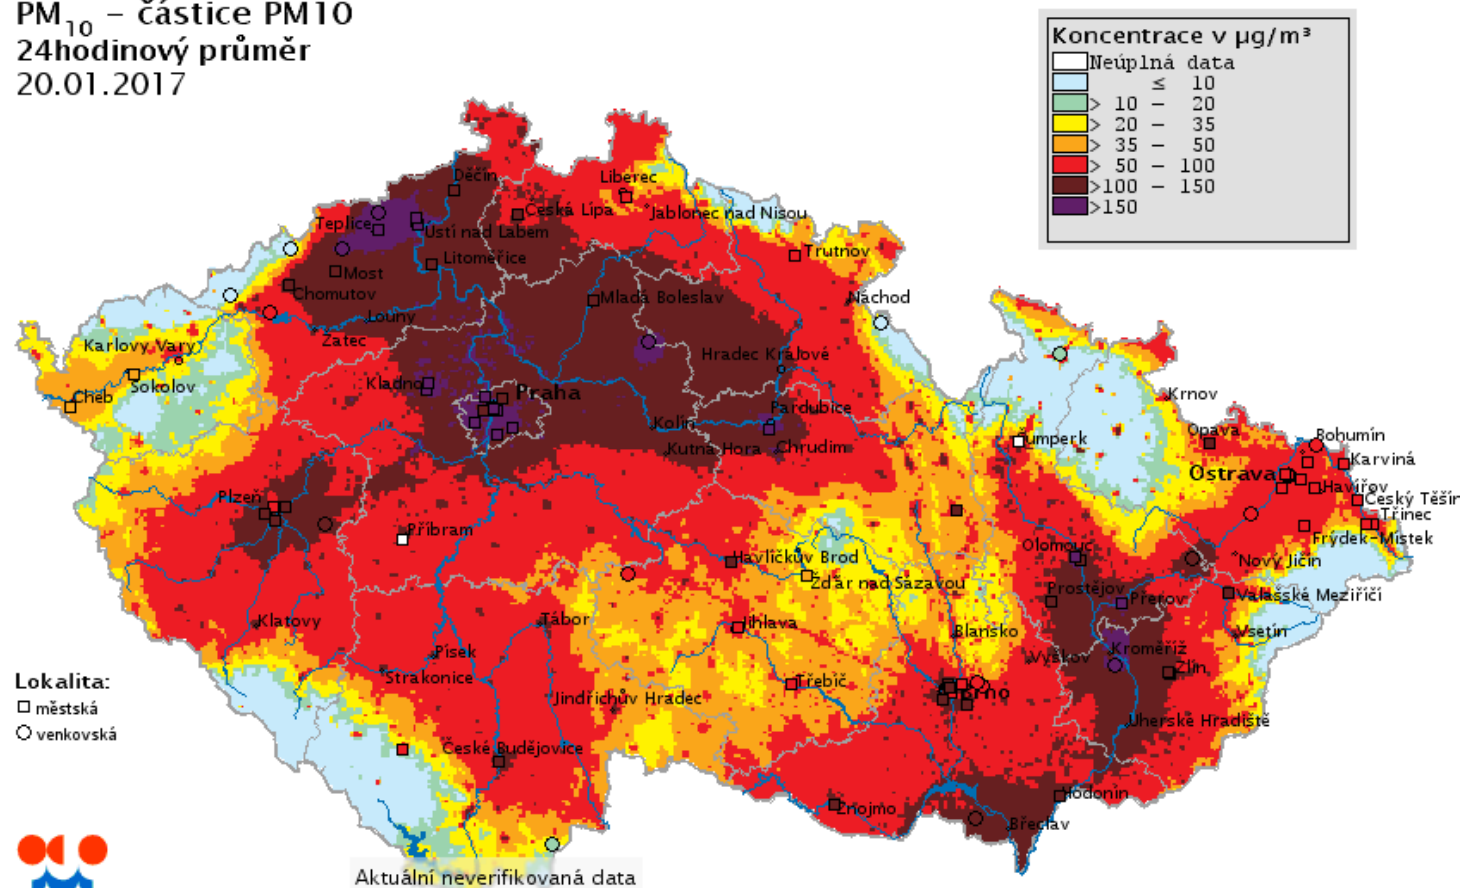 PM10 – částice PM10
24hodinový průměr
20.01.2017
Koncentrace v µg/m³
Neúplná data
≤ 10
> 10 – 20
> 20 – 35
> 35 – 50
> 50 – 100
>100 – 150
>150
Děčín
Liberec
Česká Lípa
Jablonec nad Nisou
Teplice
Ústí nad Labem
Trutnov
Litoměřice
Most
Chomutov
Mladá Boleslav
Náchod
Louny
Žatec
Karlovy Vary
Hradec Králové
Sokolov
Kladno
Praha
Cheb
Krnov
Pardubice
Kolín
Opava
Bohumín
Šumperk
Kutná Hora
Chrudim
Karviná
Ostrava
Havířov
Český Těšín
Plzeň
Třinec
Příbram
Frýdek-Místek
Olomouc
Havlíčkův Brod
Nový Jičín
Žďár nad Sázavou
Prostějov
Přerov
Valašské Meziříčí
Klatovy
Tábor
Jihlava
Blansko
Vsetín
Písek
Vyškov
Kroměříž
Zlín
Strakonice
Třebíč
Lokalita:
Jindřichův Hradec
Brno
městská
Uherské Hradiště
venkovská
České Budějovice
Hodonín
Znojmo
Břeclav
Aktuální neverifikovaná data